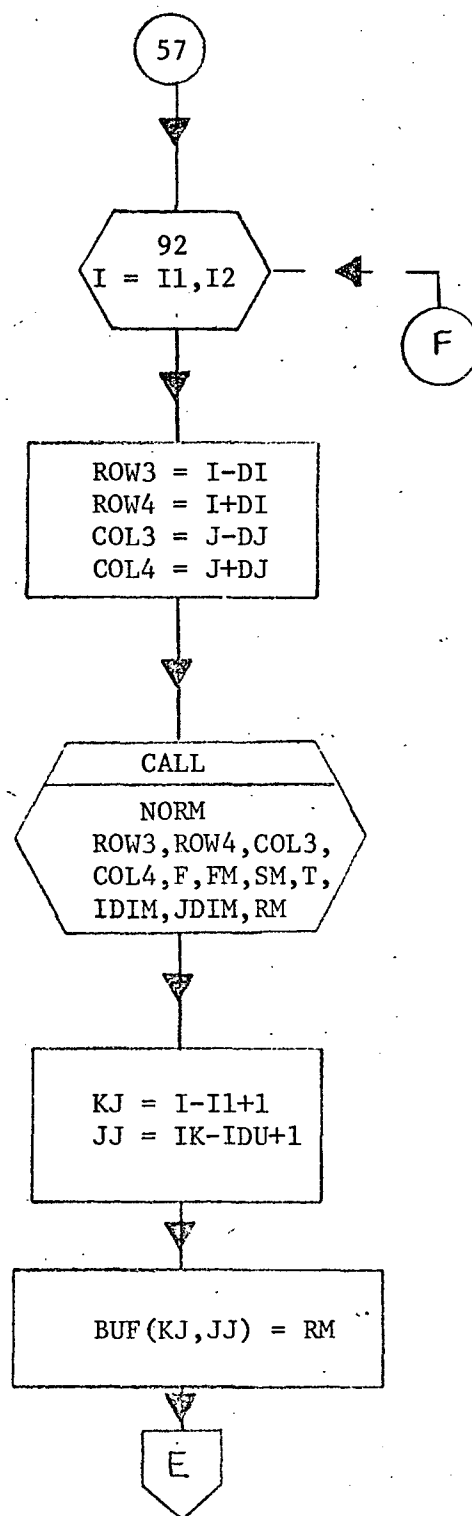 57
92
I = I1,I2
F
ROW3 = I-DI
ROW4 = I+DI
COL3 = J-DJ
COL4 = J+DJ
CALL
NORM
ROW3,ROW4,COL3,
COL4,F,FM,SM,T,
IDIM,JDIM,RM
KJ = I-I1+1
JJ = IK-IDU+1
BUF(KJ,JJ) = RM
E